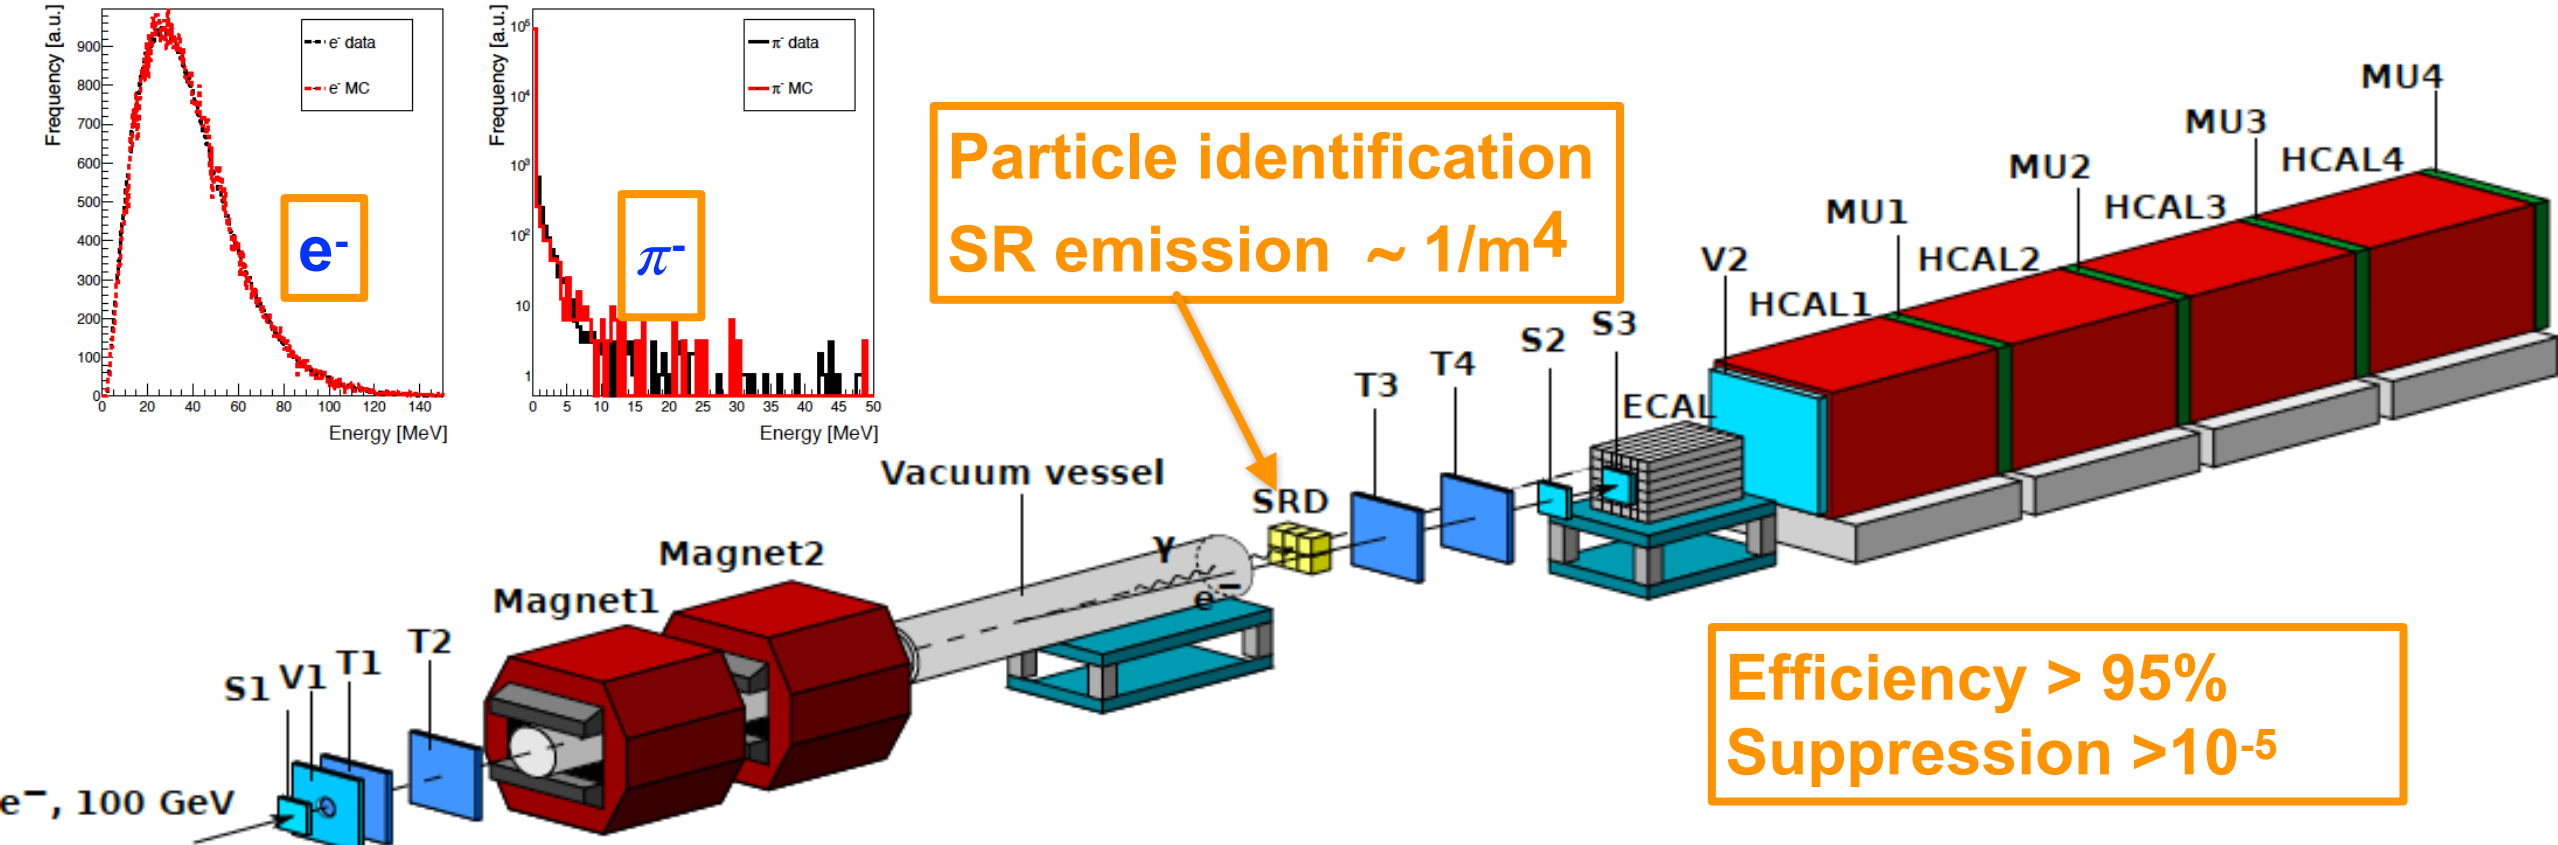 Frequency [a.u.]
900
800
700
600
500
400
300
200
100
0
0 20 40 60 80 100 120 140
Energy [MeV]
e- data
e- MC
e-
Frequency [a.u.]
10⁵
10⁴
10³
10²
10
1
0 5 10 15 20 25 30 35 40 45 50
Energy [MeV]
π- data
π- MC
π-
Particle identification
SR emission ~ 1/m⁴
MU4
MU3
HCAL4
MU2
HCAL3
MU1
HCAL2
V2
HCAL1
S3
S2
T4
T3
ECAL
Vacuum vessel
SRD
γ
e−
Magnet2
Magnet1
T2
T1
V1
S1
e−, 100 GeV
Efficiency > 95%
Suppression >10⁻⁵